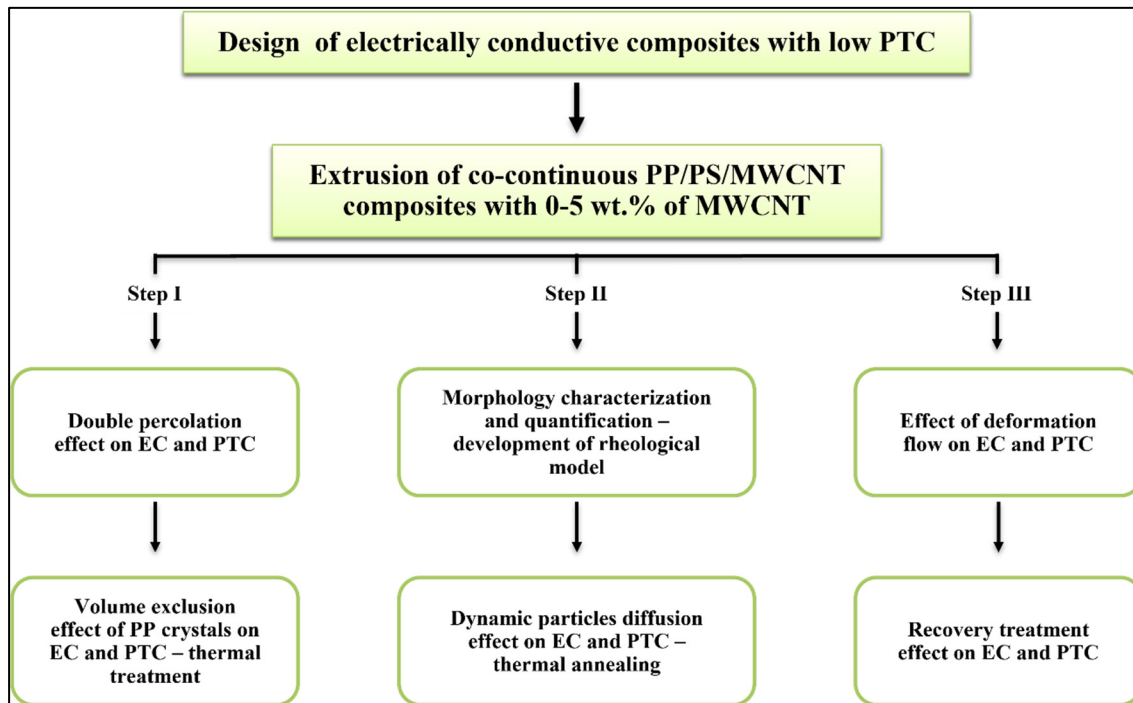 Design of electrically conductive composites with low PTC
Extrusion of co-continuous PP/PS/MWCNT
composites with 0-5 wt.% of MWCNT
Step I
Step II
Step III
Double percolation
effect on EC and PTC
Morphology characterization
and quantification –
development of rheological
model
Effect of deformation
flow on EC and PTC
Volume exclusion
effect of PP crystals on
EC and PTC – thermal
treatment
Dynamic particles diffusion
effect on EC and PTC –
thermal annealing
Recovery treatment
effect on EC and PTC